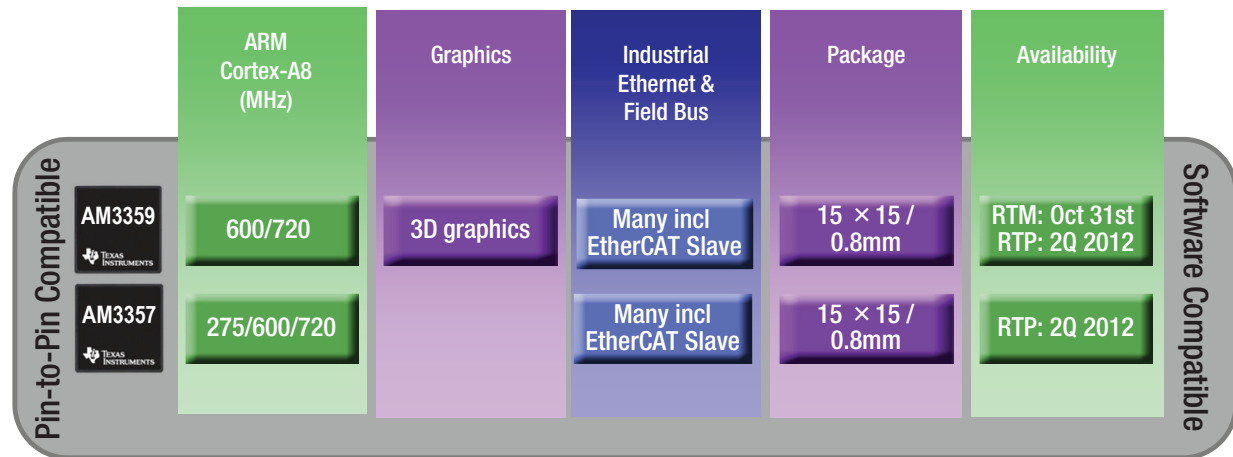 ARM
Cortex-A8
(MHz)
Graphics
Industrial
Ethernet &
Field Bus
Package
Availability
Pin-to-Pin Compatible
AM3359
TEXAS
INSTRUMENTS
600/720
3D graphics
Many incl
EtherCAT Slave
15 × 15 /
0.8mm
RTM: Oct 31st
RTP: 2Q 2012
AM3357
TEXAS
INSTRUMENTS
275/600/720
Many incl
EtherCAT Slave
15 × 15 /
0.8mm
RTP: 2Q 2012
Software Compatible